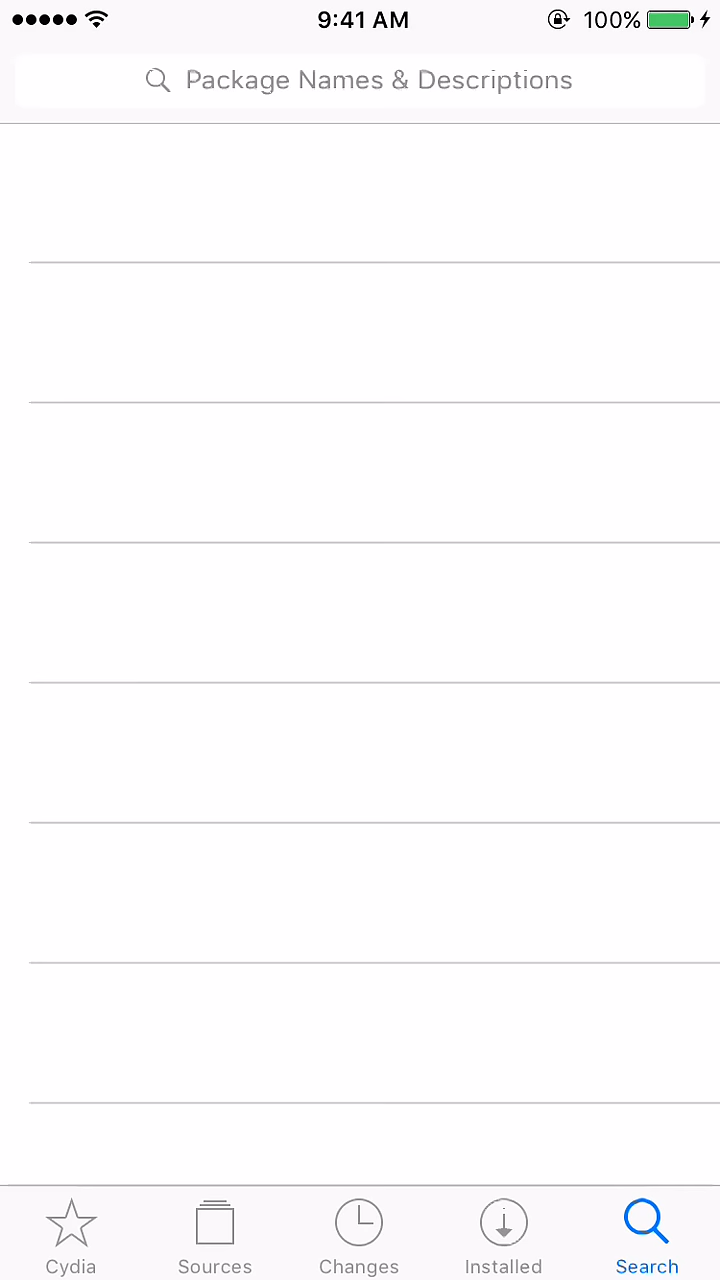 9:41 AM 100%
Package Names & Descriptions
Cydia Sources Changes Installed Search